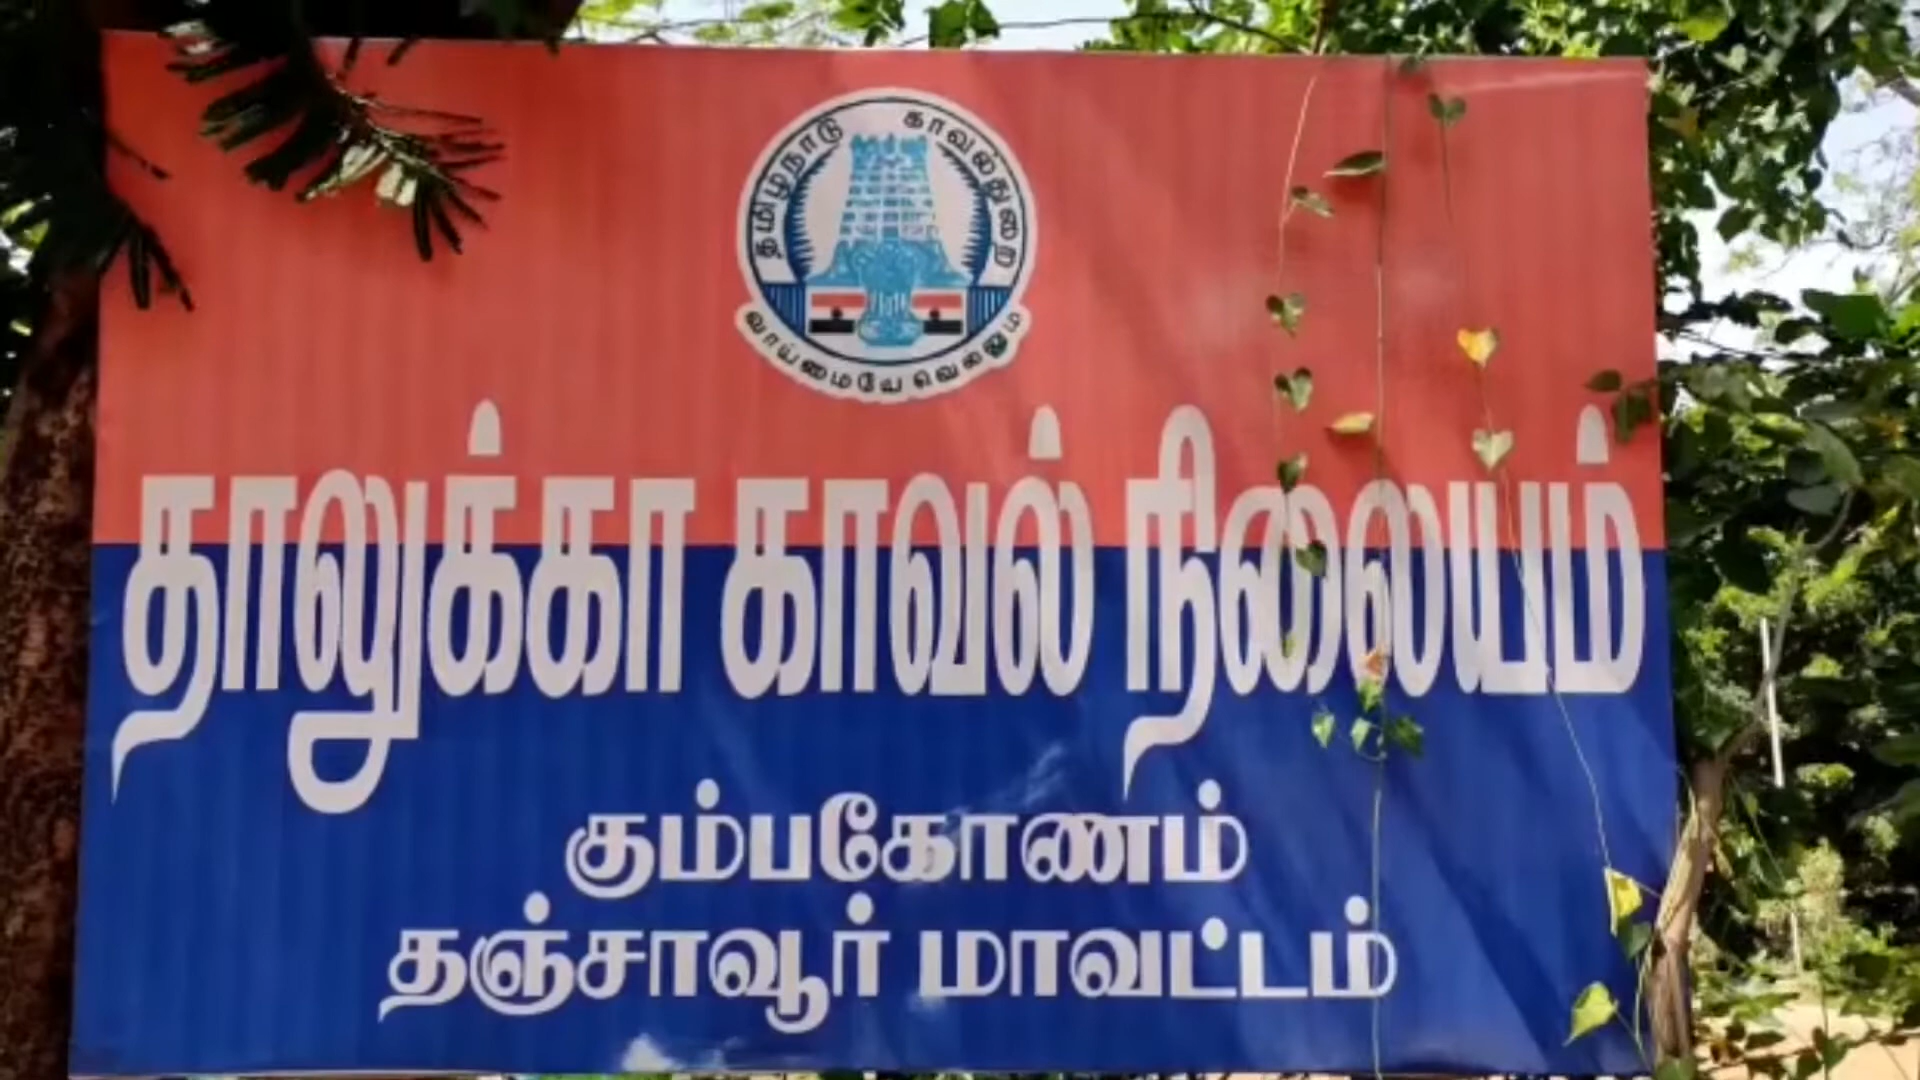 தமிழ்நாடு காவல்துறை
வாய்மையே வெல்லும்
தாலுக்கா காவல் நிலையம்
கும்பகோணம்
தஞ்சாவூர் மாவட்டம்